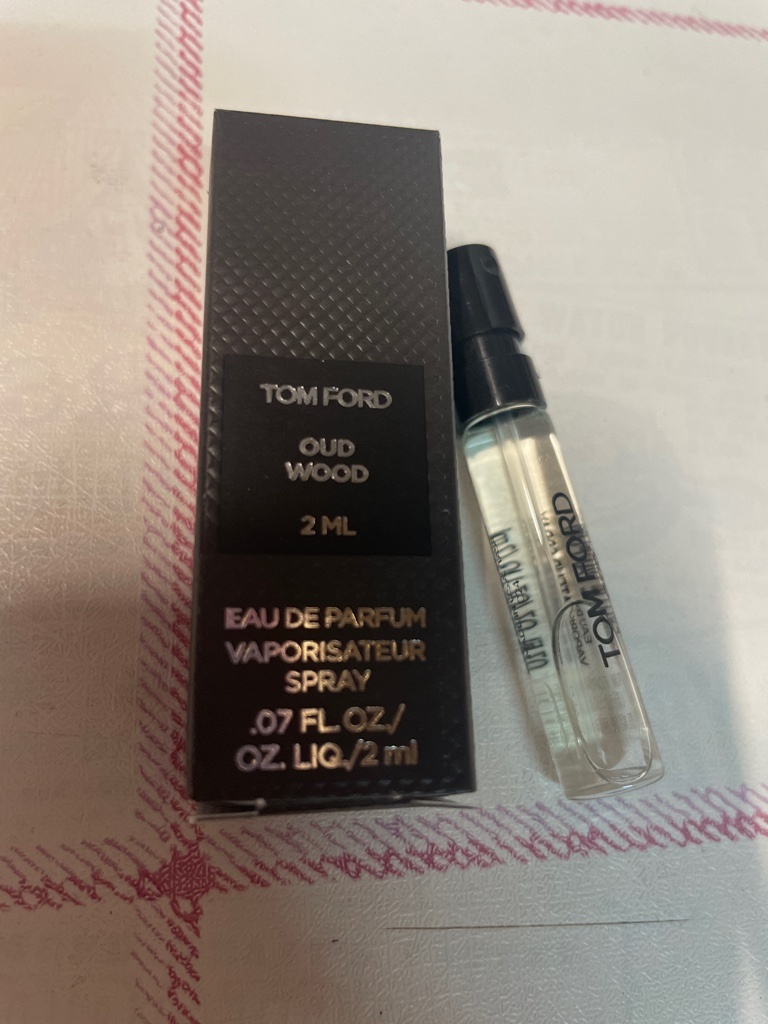 TOM FORD
OUD
WOOD
2 ML
EAU DE PARFUM
VAPORISATEUR
SPRAY
.07 FL. OZ./
OZ. LIQ./2 ml
TOM FORD